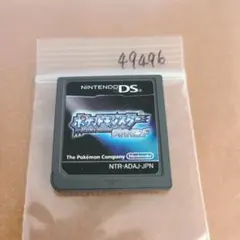 49496
NINTENDO DS
ポケットモンスター
The Pokémon Company
Nintendo
NTR-ADAJ-JPN